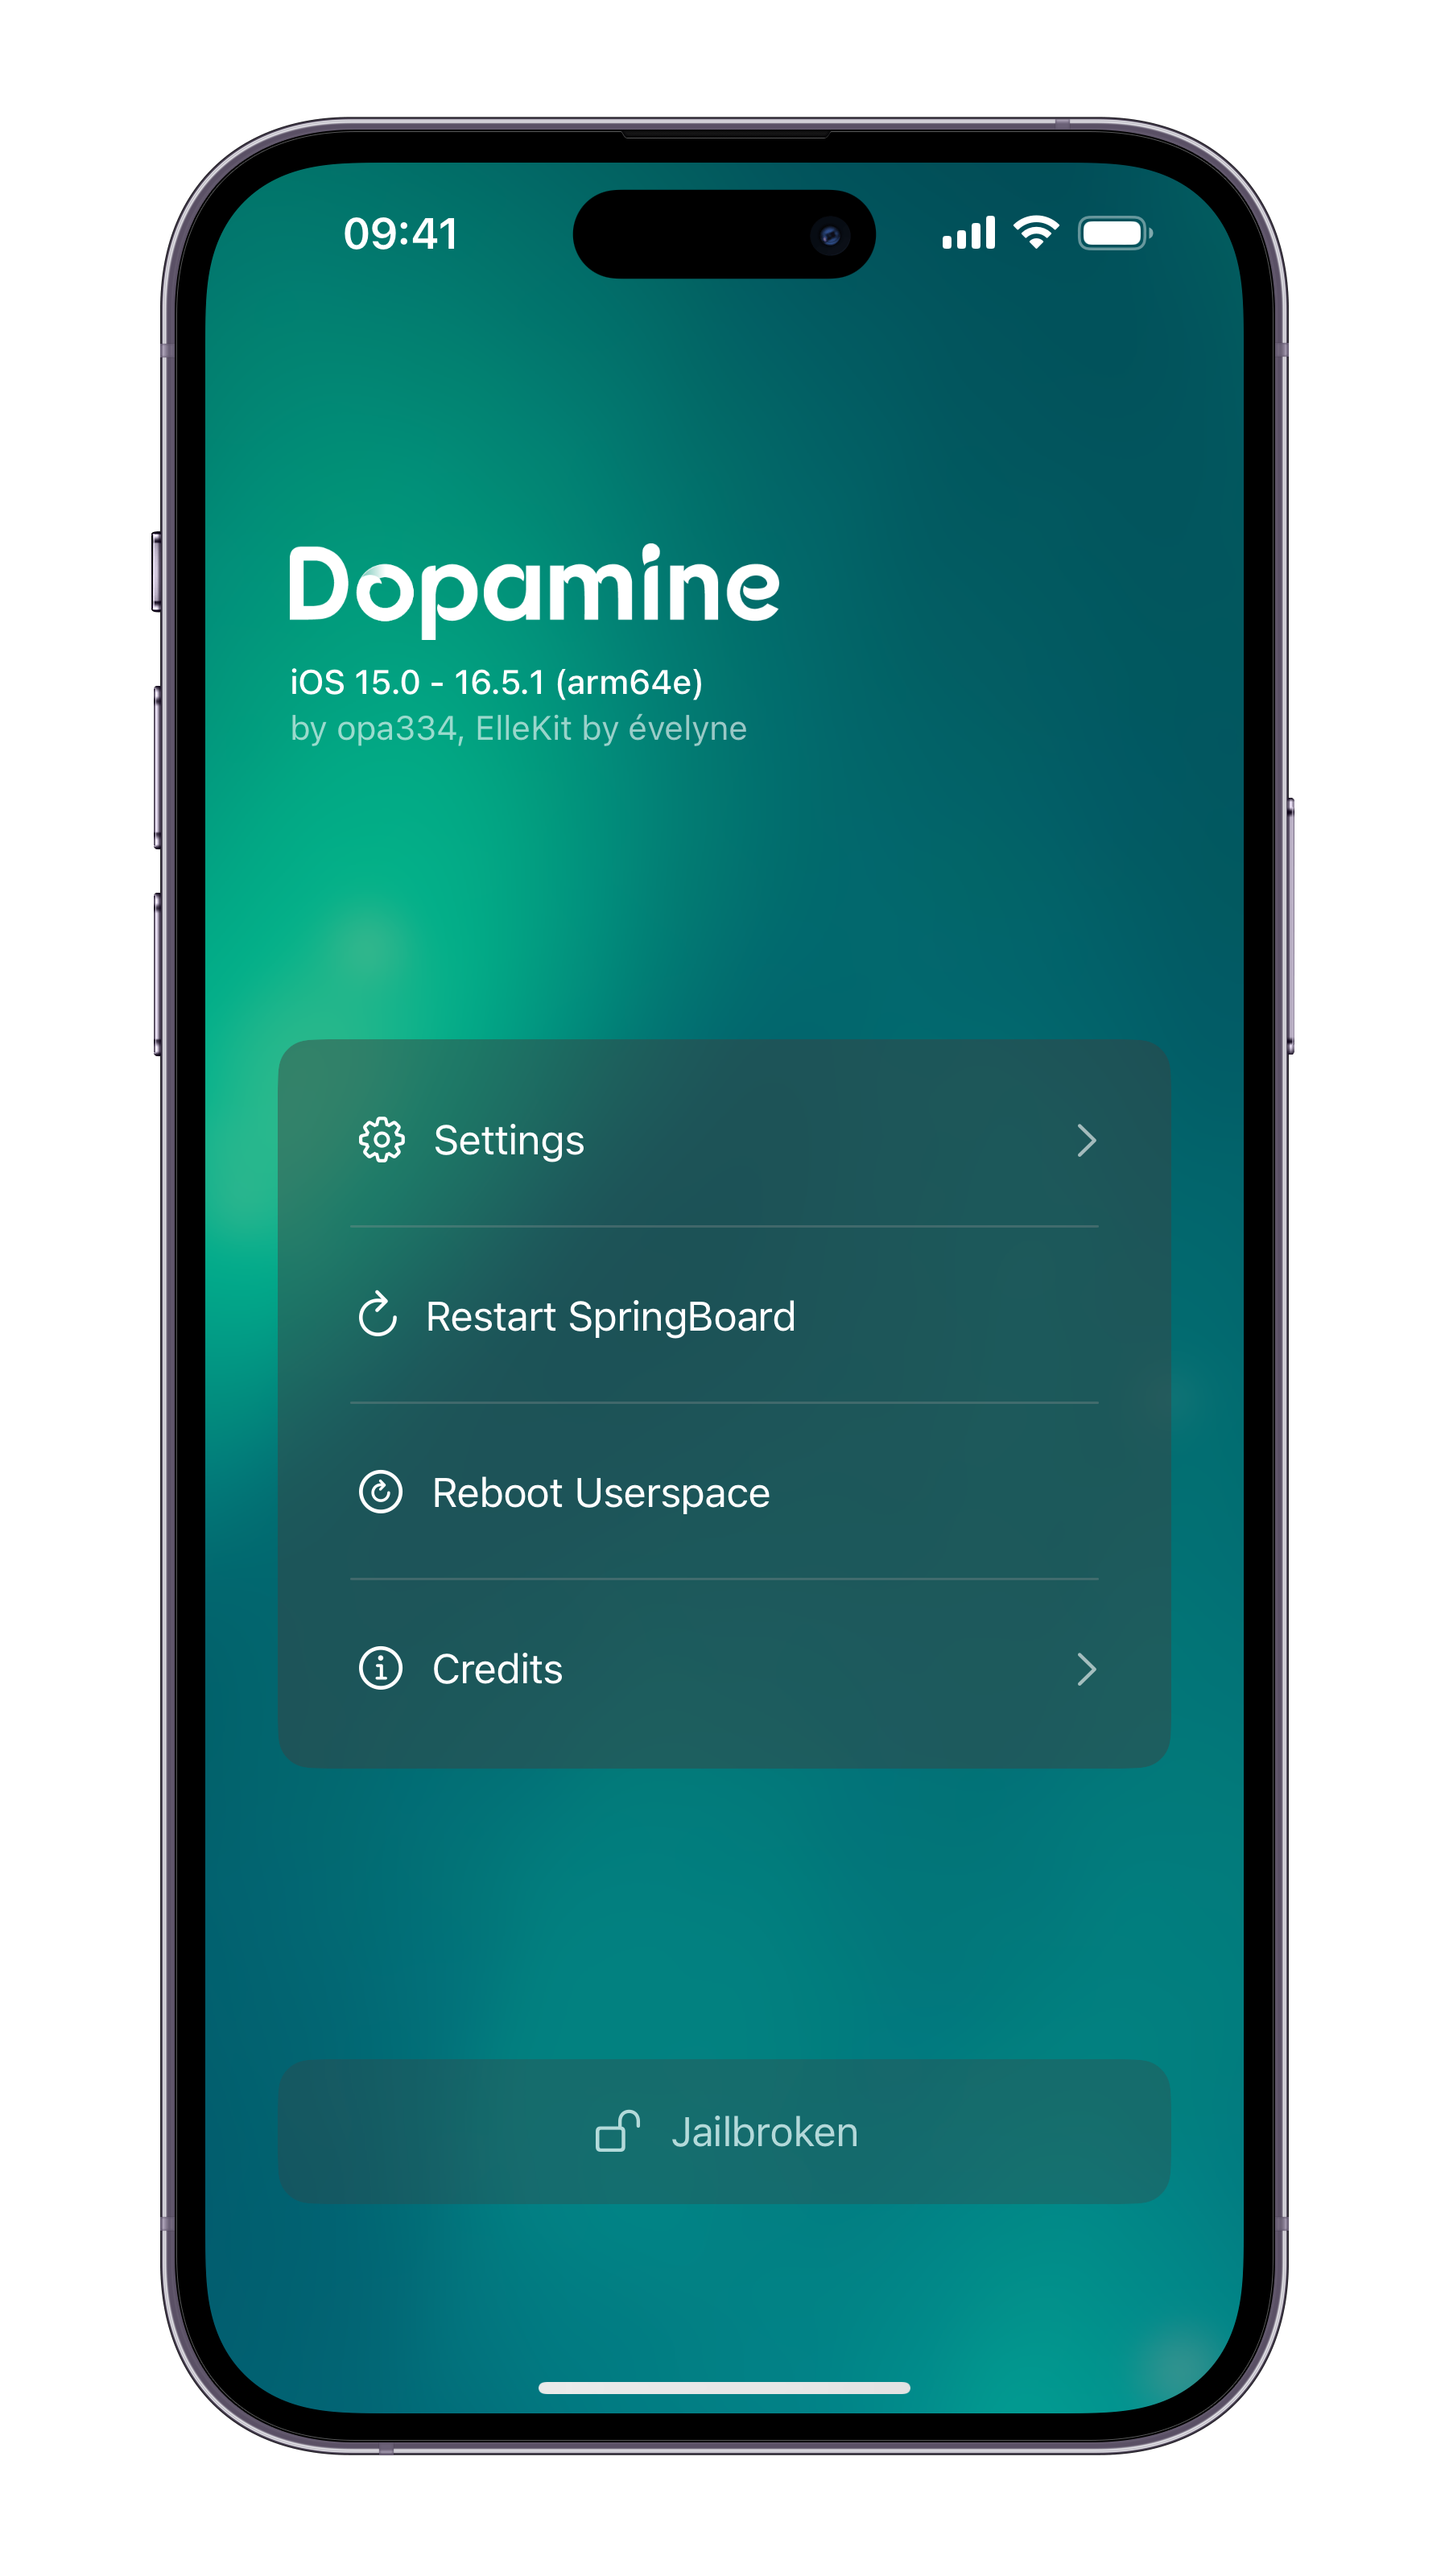 09:41
Dopamine
iOS 15.0 - 16.5.1 (arm64e)
by opa334, ElleKit by évelyne
Settings
Restart SpringBoard
Reboot Userspace
Credits
Jailbroken